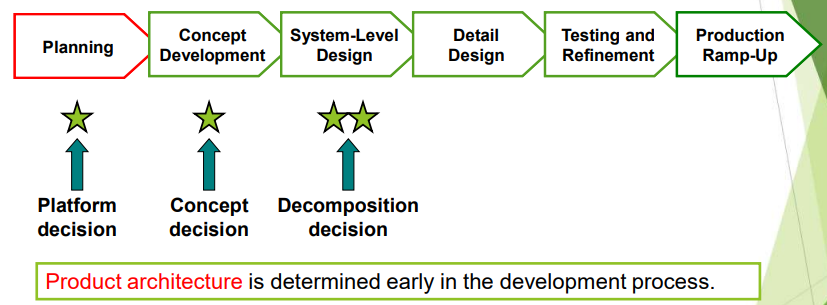 Planning
Concept
Development
System-Level
Design
Detail
Design
Testing and
Refinement
Production
Ramp-Up
Platform
decision
Concept
decision
Decomposition
decision
Product architecture is determined early in the development process.